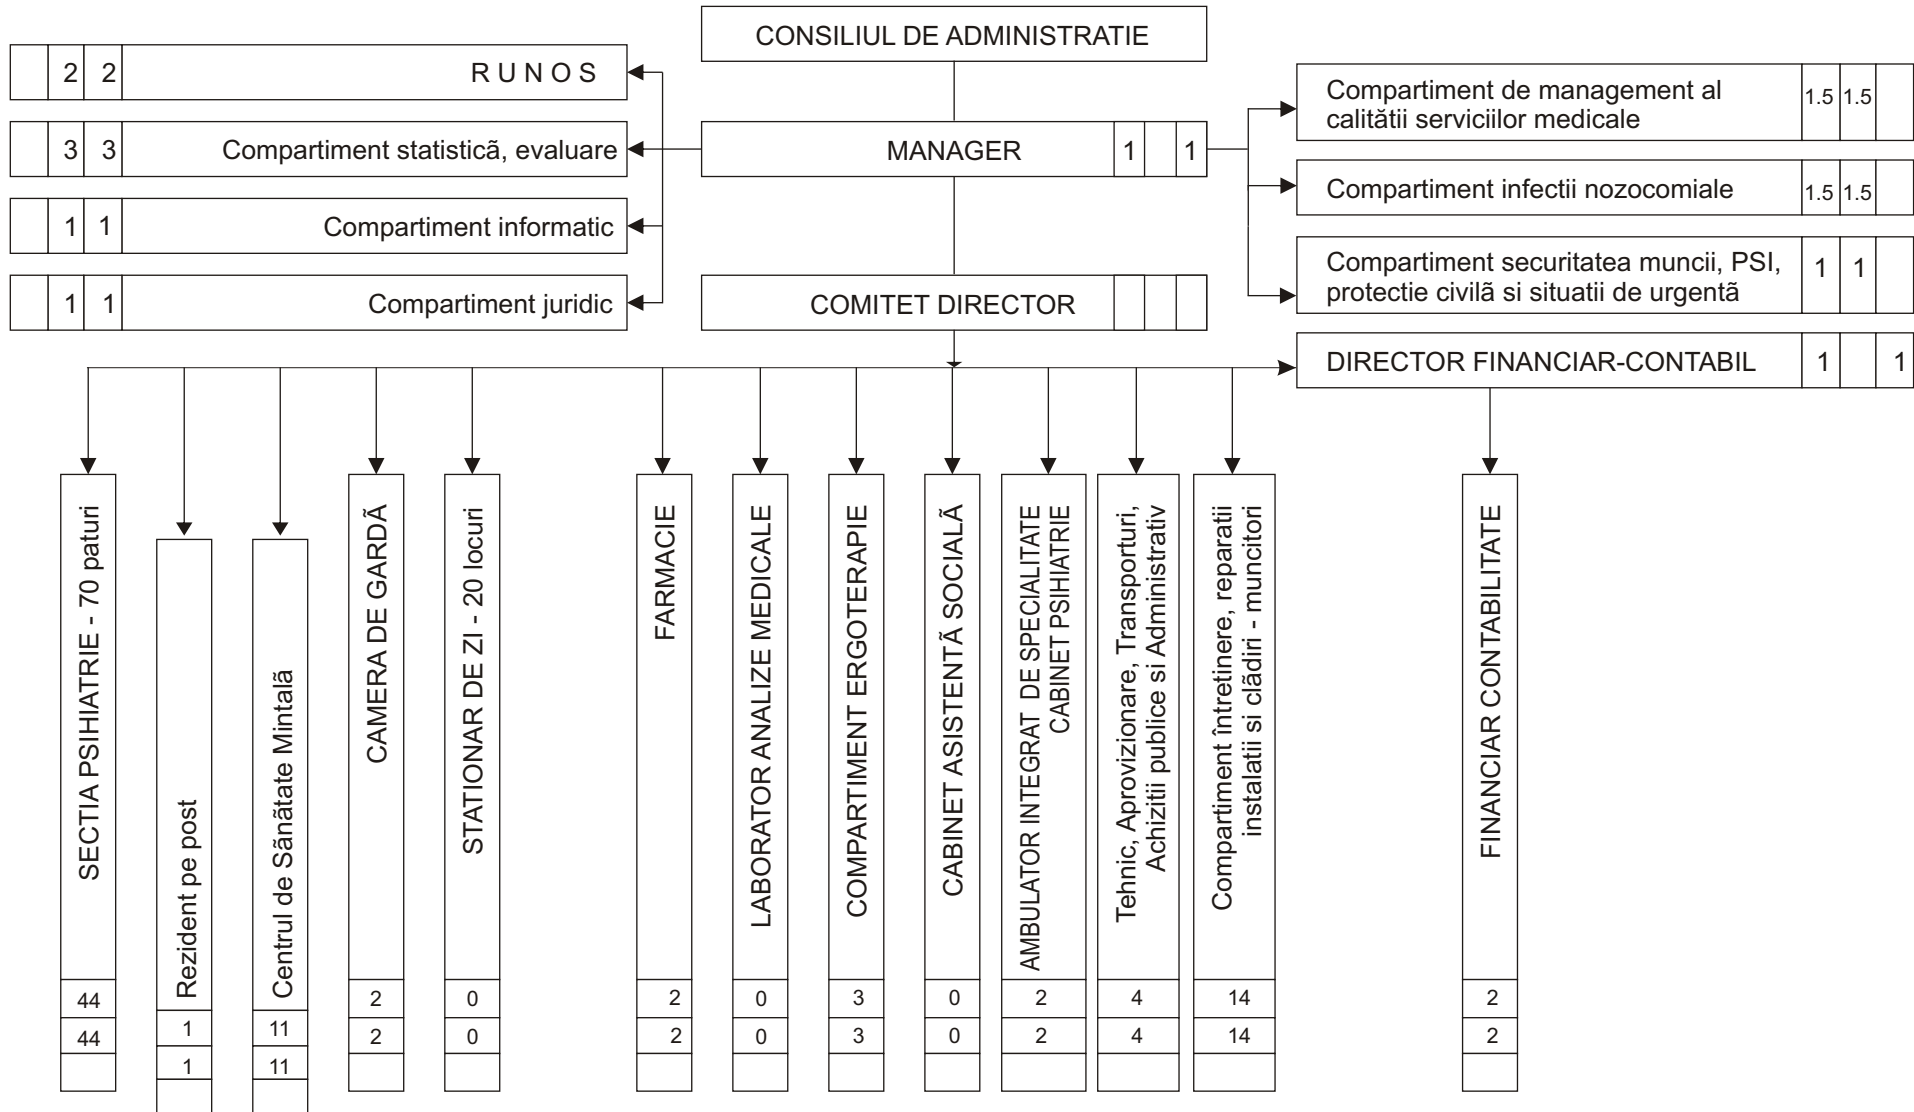 CONSILIUL DE ADMINISTRATIE
2 2 R U N O S
3 3 Compartiment statisticã, evaluare
1 1 Compartiment informatic
1 1 Compartiment juridic
MANAGER 1 1
COMITET DIRECTOR
Compartiment de management al
calitãtii serviciilor medicale
1.5 1.5
Compartiment infectii nozocomiale 1.5 1.5
Compartiment securitatea muncii, PSI,
protectie civilã si situatii de urgentã
1 1
DIRECTOR FINANCIAR-CONTABIL 1 1
SECTIA PSIHIATRIE - 70 paturi
44
44
Rezident pe post
1
1
Centrul de Sãnãtate Mintalã
11
11
CAMERA DE GARDÃ
2
2
STATIONAR DE ZI - 20 locuri
0
0
FARMACIE
2
2
LABORATOR ANALIZE MEDICALE
0
0
COMPARTIMENT ERGOTERAPIE
3
3
CABINET ASISTENTÃ SOCIALÃ
0
0
AMBULATOR INTEGRAT DE SPECIALITATE
CABINET PSIHIATRIE
2
2
Tehnic, Aprovizionare, Transporturi,
Achizitii publice si Administrativ
4
4
Compartiment întretinere, reparatii
instalatii si clãdiri - muncitori
14
14
FINANCIAR CONTABILITATE
2
2